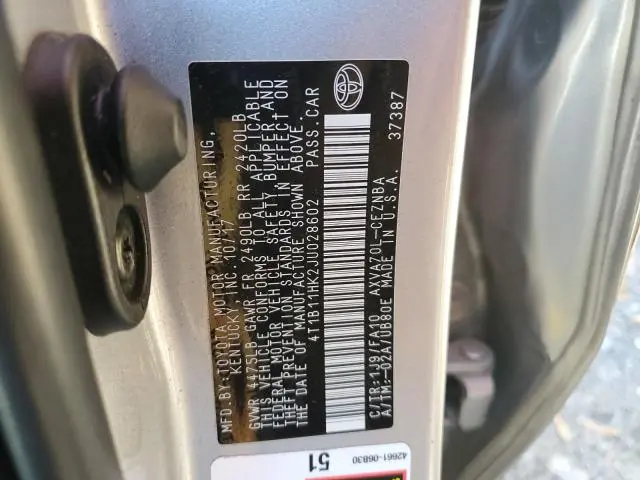 MFD.BY:TOYOTA MOTOR MANUFACTURING,
KENTUCKY, INC. 10/17
GVWR 4475LB GAWR FR 2490LB RR 2420LB
THIS VEHICLE CONFORMS TO ALL APPLICABLE
FEDERAL MOTOR VEHICLE SAFETY BUMPER,AND
THEFT PREVENTION STANDARDS IN EFFECT ON
THE DATE OF MANUFACTURE SHOWN ABOVE.
4T1B11HK2JU028602 PASS.CAR
C/TR:1J9/FA10 AXVA70L-CEZNBA
A/TM:-02A/UB80E MADE IN U.S.A. 37387
42661-06B30
51